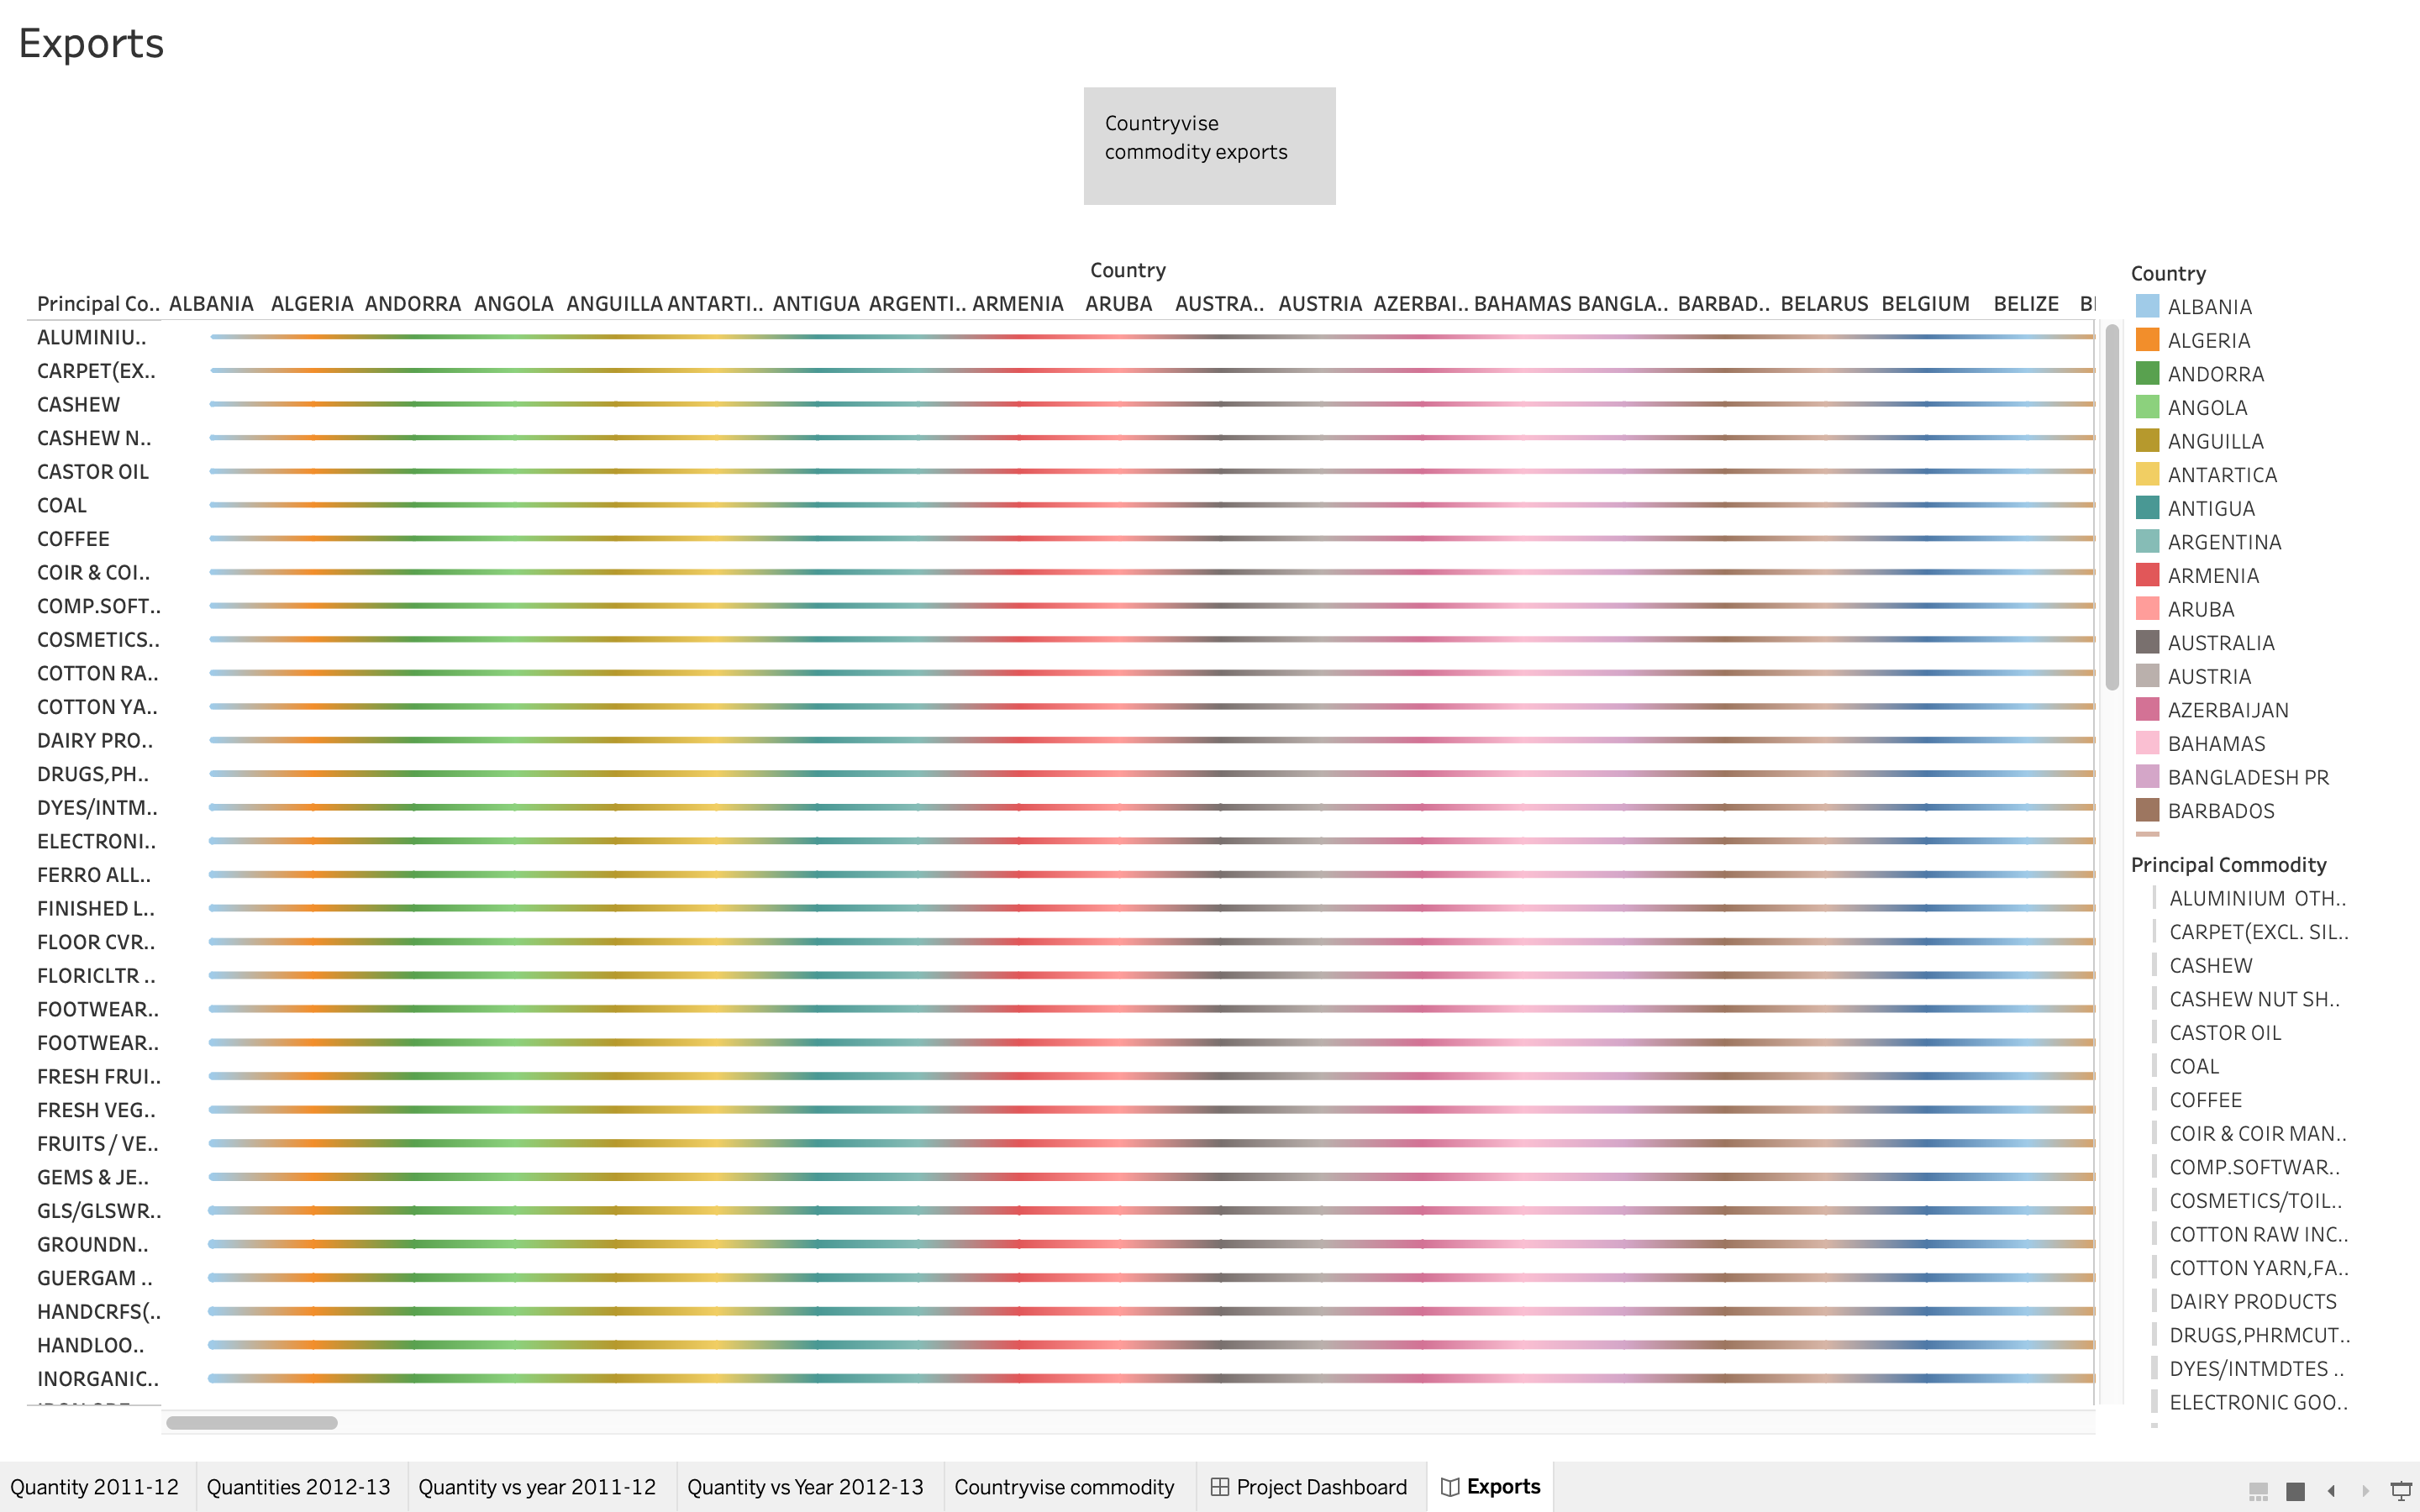 Exports
Countryvise
commodity exports
Country
Principal Co.. ALBANIA ALGERIA ANDORRA ANGOLA ANGUILLA ANTARTI.. ANTIGUA ARGENTI.. ARMENIA ARUBA AUSTRA.. AUSTRIA AZERBAI.. BAHAMAS BANGLA.. BARBAD.. BELARUS BELGIUM BELIZE
ALUMINIU..
CARPET(EX..
CASHEW
CASHEW N..
CASTOR OIL
COAL
COFFEE
COIR & COI..
COMP.SOFT..
COSMETICS..
COTTON RA..
COTTON YA..
DAIRY PRO..
DRUGS,PH..
DYES/INTM..
ELECTRONI..
FERRO ALL..
FINISHED L..
FLOOR CVR..
FLORICLTR ..
FOOTWEAR..
FOOTWEAR..
FRESH FRUI..
FRESH VEG..
FRUITS / VE..
GEMS & JE..
GLS/GLSWR..
GROUNDN..
GUERGAM ..
HANDCRFS(..
HANDLOO..
INORGANIC..
Country
ALBANIA
ALGERIA
ANDORRA
ANGOLA
ANGUILLA
ANTARTICA
ANTIGUA
ARGENTINA
ARMENIA
ARUBA
AUSTRALIA
AUSTRIA
AZERBAIJAN
BAHAMAS
BANGLADESH PR
BARBADOS
Principal Commodity
ALUMINIUM OTH..
CARPET(EXCL. SIL..
CASHEW
CASHEW NUT SH..
CASTOR OIL
COAL
COFFEE
COIR & COIR MAN..
COMP.SOFTWAR..
COSMETICS/TOIL..
COTTON RAW INC..
COTTON YARN,FA..
DAIRY PRODUCTS
DRUGS,PHRMCUT..
DYES/INTMDTES ..
ELECTRONIC GOO..
Quantity 2011-12 Quantities 2012-13 Quantity vs year 2011-12 Quantity vs Year 2012-13 Countryvise commodity Project Dashboard Exports